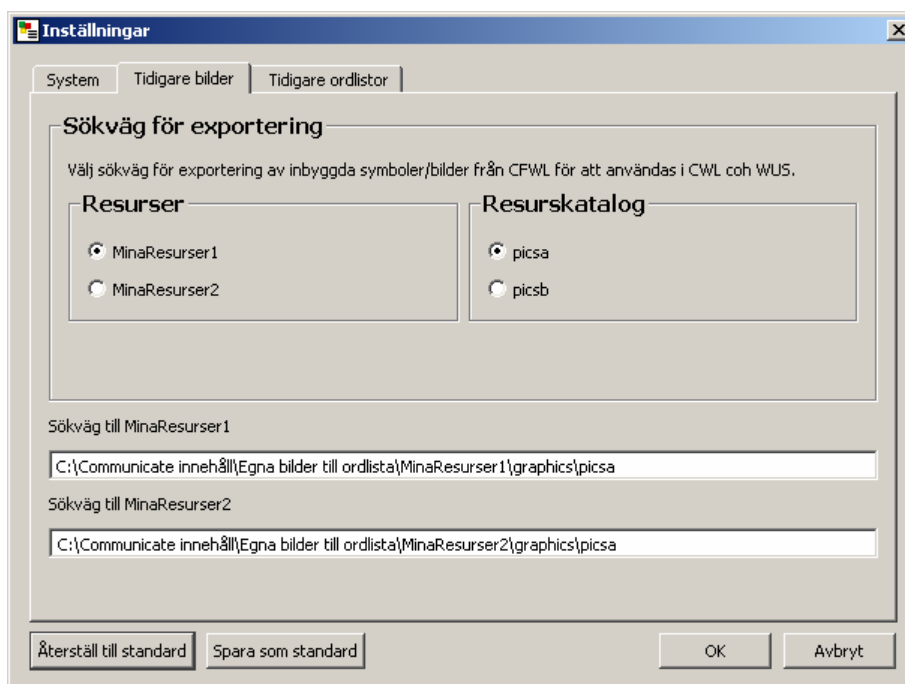 Inställningar
System Tidigare bilder Tidigare ordlistor
Sökväg för exportering
Välj sökväg för exportering av inbyggda symboler/bilder från CFWL för att användas i CWL coh WUS.
Resurser Resurskatalog
MinaResurser1 picsa
MinaResurser2 picsb
Sökväg till MinaResurser1
C:\Communicate innehåll\Egna bilder till ordlista\MinaResurser1\graphics\picsa
Sökväg till MinaResurser2
C:\Communicate innehåll\Egna bilder till ordlista\MinaResurser2\graphics\picsa
Återställ till standard Spara som standard OK Avbryt